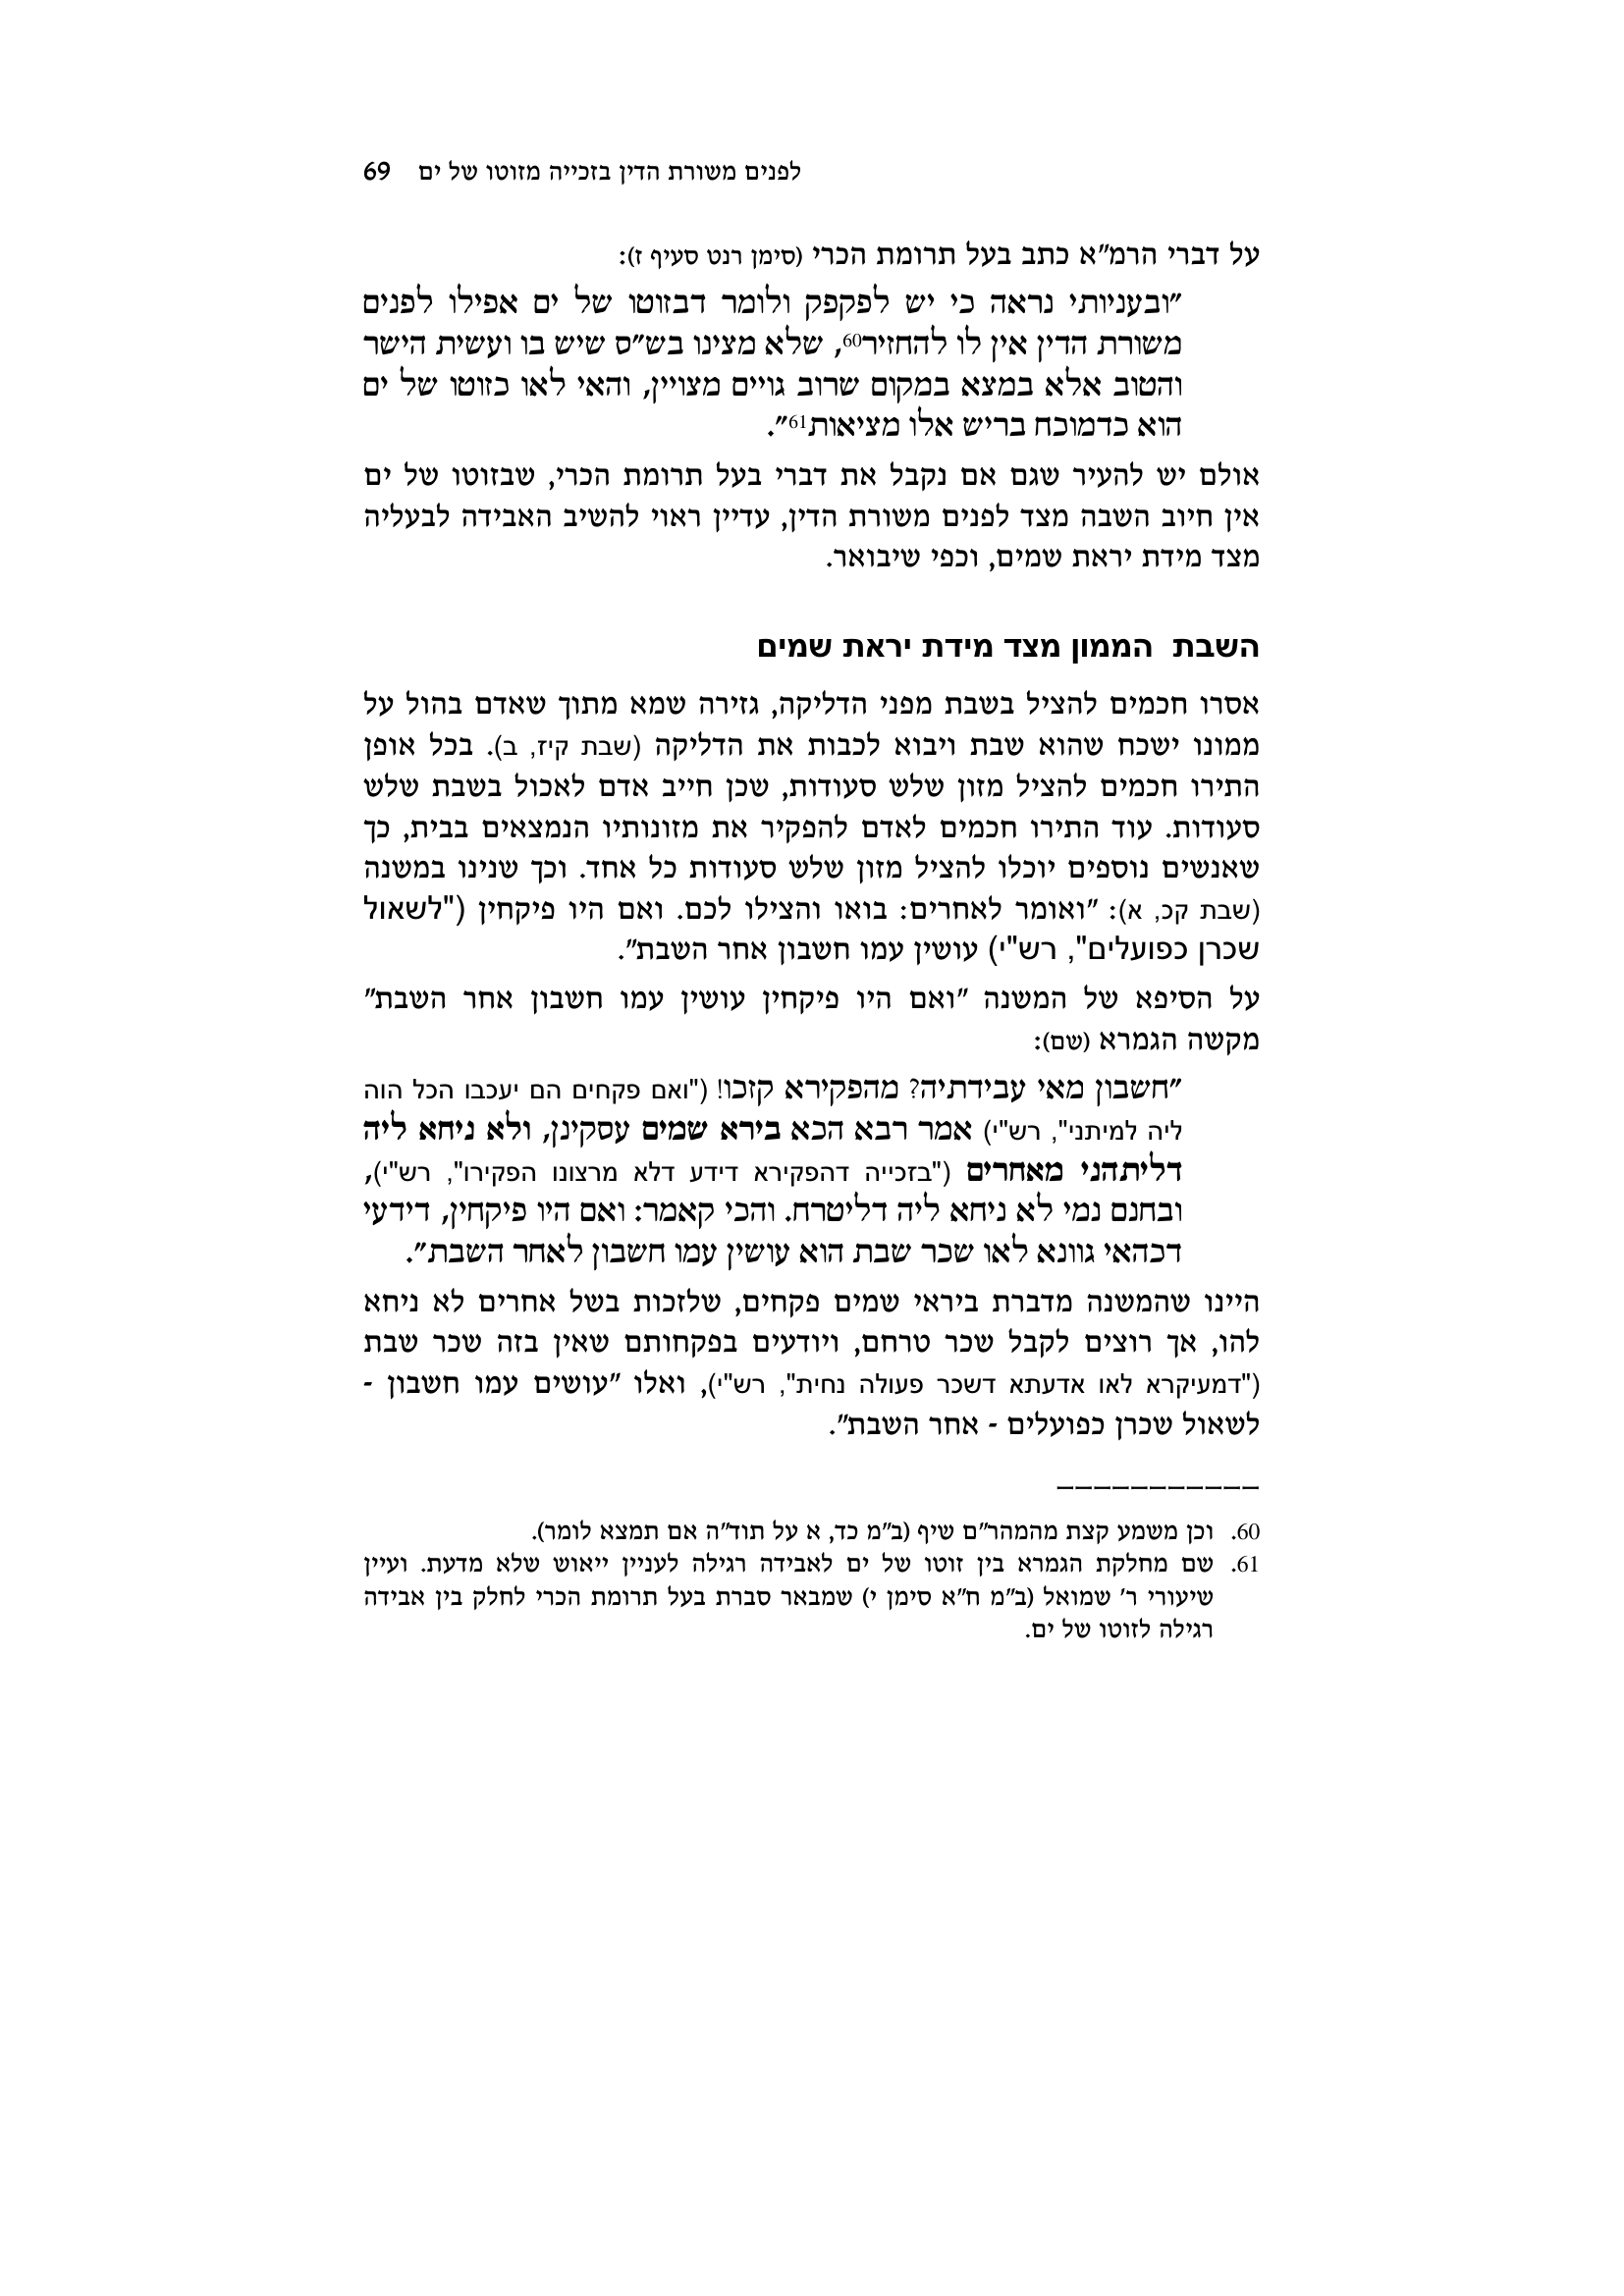 לפנים משורת הדין בזכייה מזוטו של ים 69
על דברי הרמ"א כתב בעל תרומת הכרי (סימן רנט סעיף ז):
"ובעניותי נראה כי יש לפקפק ולומר דבזוטו של ים אפילו לפנים
משורת הדין אין לו להחזיר60, שלא מצינו בש"ס שיש בו ועשית הישר
והטוב אלא במצא במקום שרוב גויים מצויין, והאי לאו כזוטו של ים
הוא כדמוכח בריש אלו מציאות61".
אולם יש להעיר שגם אם נקבל את דברי בעל תרומת הכרי, שבזוטו של ים
אין חיוב השבה מצד לפנים משורת הדין, עדיין ראוי להשיב האבידה לבעליה
מצד מידת יראת שמים, וכפי שיבואר.
השבת הממון מצד מידת יראת שמים
אסרו חכמים להציל בשבת מפני הדליקה, גזירה שמא מתוך שאדם בהול על
ממונו ישכח שהוא שבת ויבוא לכבות את הדליקה (שבת קיז, ב). בכל אופן
התירו חכמים להציל מזון שלש סעודות, שכן חייב אדם לאכול בשבת שלש
סעודות. עוד התירו חכמים לאדם להפקיר את מזונותיו הנמצאים בבית, כך
שאנשים נוספים יוכלו להציל מזון שלש סעודות כל אחד. וכך שנינו במשנה
(שבת קכ, א): "ואומר לאחרים: בואו והצילו לכם. ואם היו פיקחין ("לשאול
שכרן כפועלים", רש"י) עושין עמו חשבון אחר השבת".
על הסיפא של המשנה "ואם היו פיקחין עושין עמו חשבון אחר השבת"
מקשה הגמרא (שם):
"חשבון מאי עבידתיה? מהפקירא קזכו! ("ואם פקחים הם יעכבו הכל הוה
ליה למיתני", רש"י) אמר רבא הכא בירא שמים עסקינן, ולא ניחא ליה
דליתהני מאחרים ("בזכייה דהפקירא דידע דלא מרצונו הפקירו", רש"י),
ובחנם נמי לא ניחא ליה דליטרח. והכי קאמר: ואם היו פיקחין, דידעי
דכהאי גוונא לאו שכר שבת הוא עושין עמו חשבון לאחר השבת".
היינו שהמשנה מדברת ביראי שמים פקחים, שלזכות בשל אחרים לא ניחא
להו, אך רוצים לקבל שכר טרחם, ויודעים בפקחותם שאין בזה שכר שבת
("דמעיקרא לאו אדעתא דשכר פעולה נחית", רש"י), ואלו "עושים עמו חשבון -
לשאול שכרן כפועלים - אחר השבת".
60. וכן משמע קצת מהמהר"ם שיף (ב"מ כד, א על תוד"ה אם תמצא לומר).
61. שם מחלקת הגמרא בין זוטו של ים לאבידה רגילה לעניין ייאוש שלא מדעת. ועיין
שיעורי ר' שמואל (ב"מ ח"א סימן י) שמבאר סברת בעל תרומת הכרי לחלק בין אבידה
רגילה לזוטו של ים.